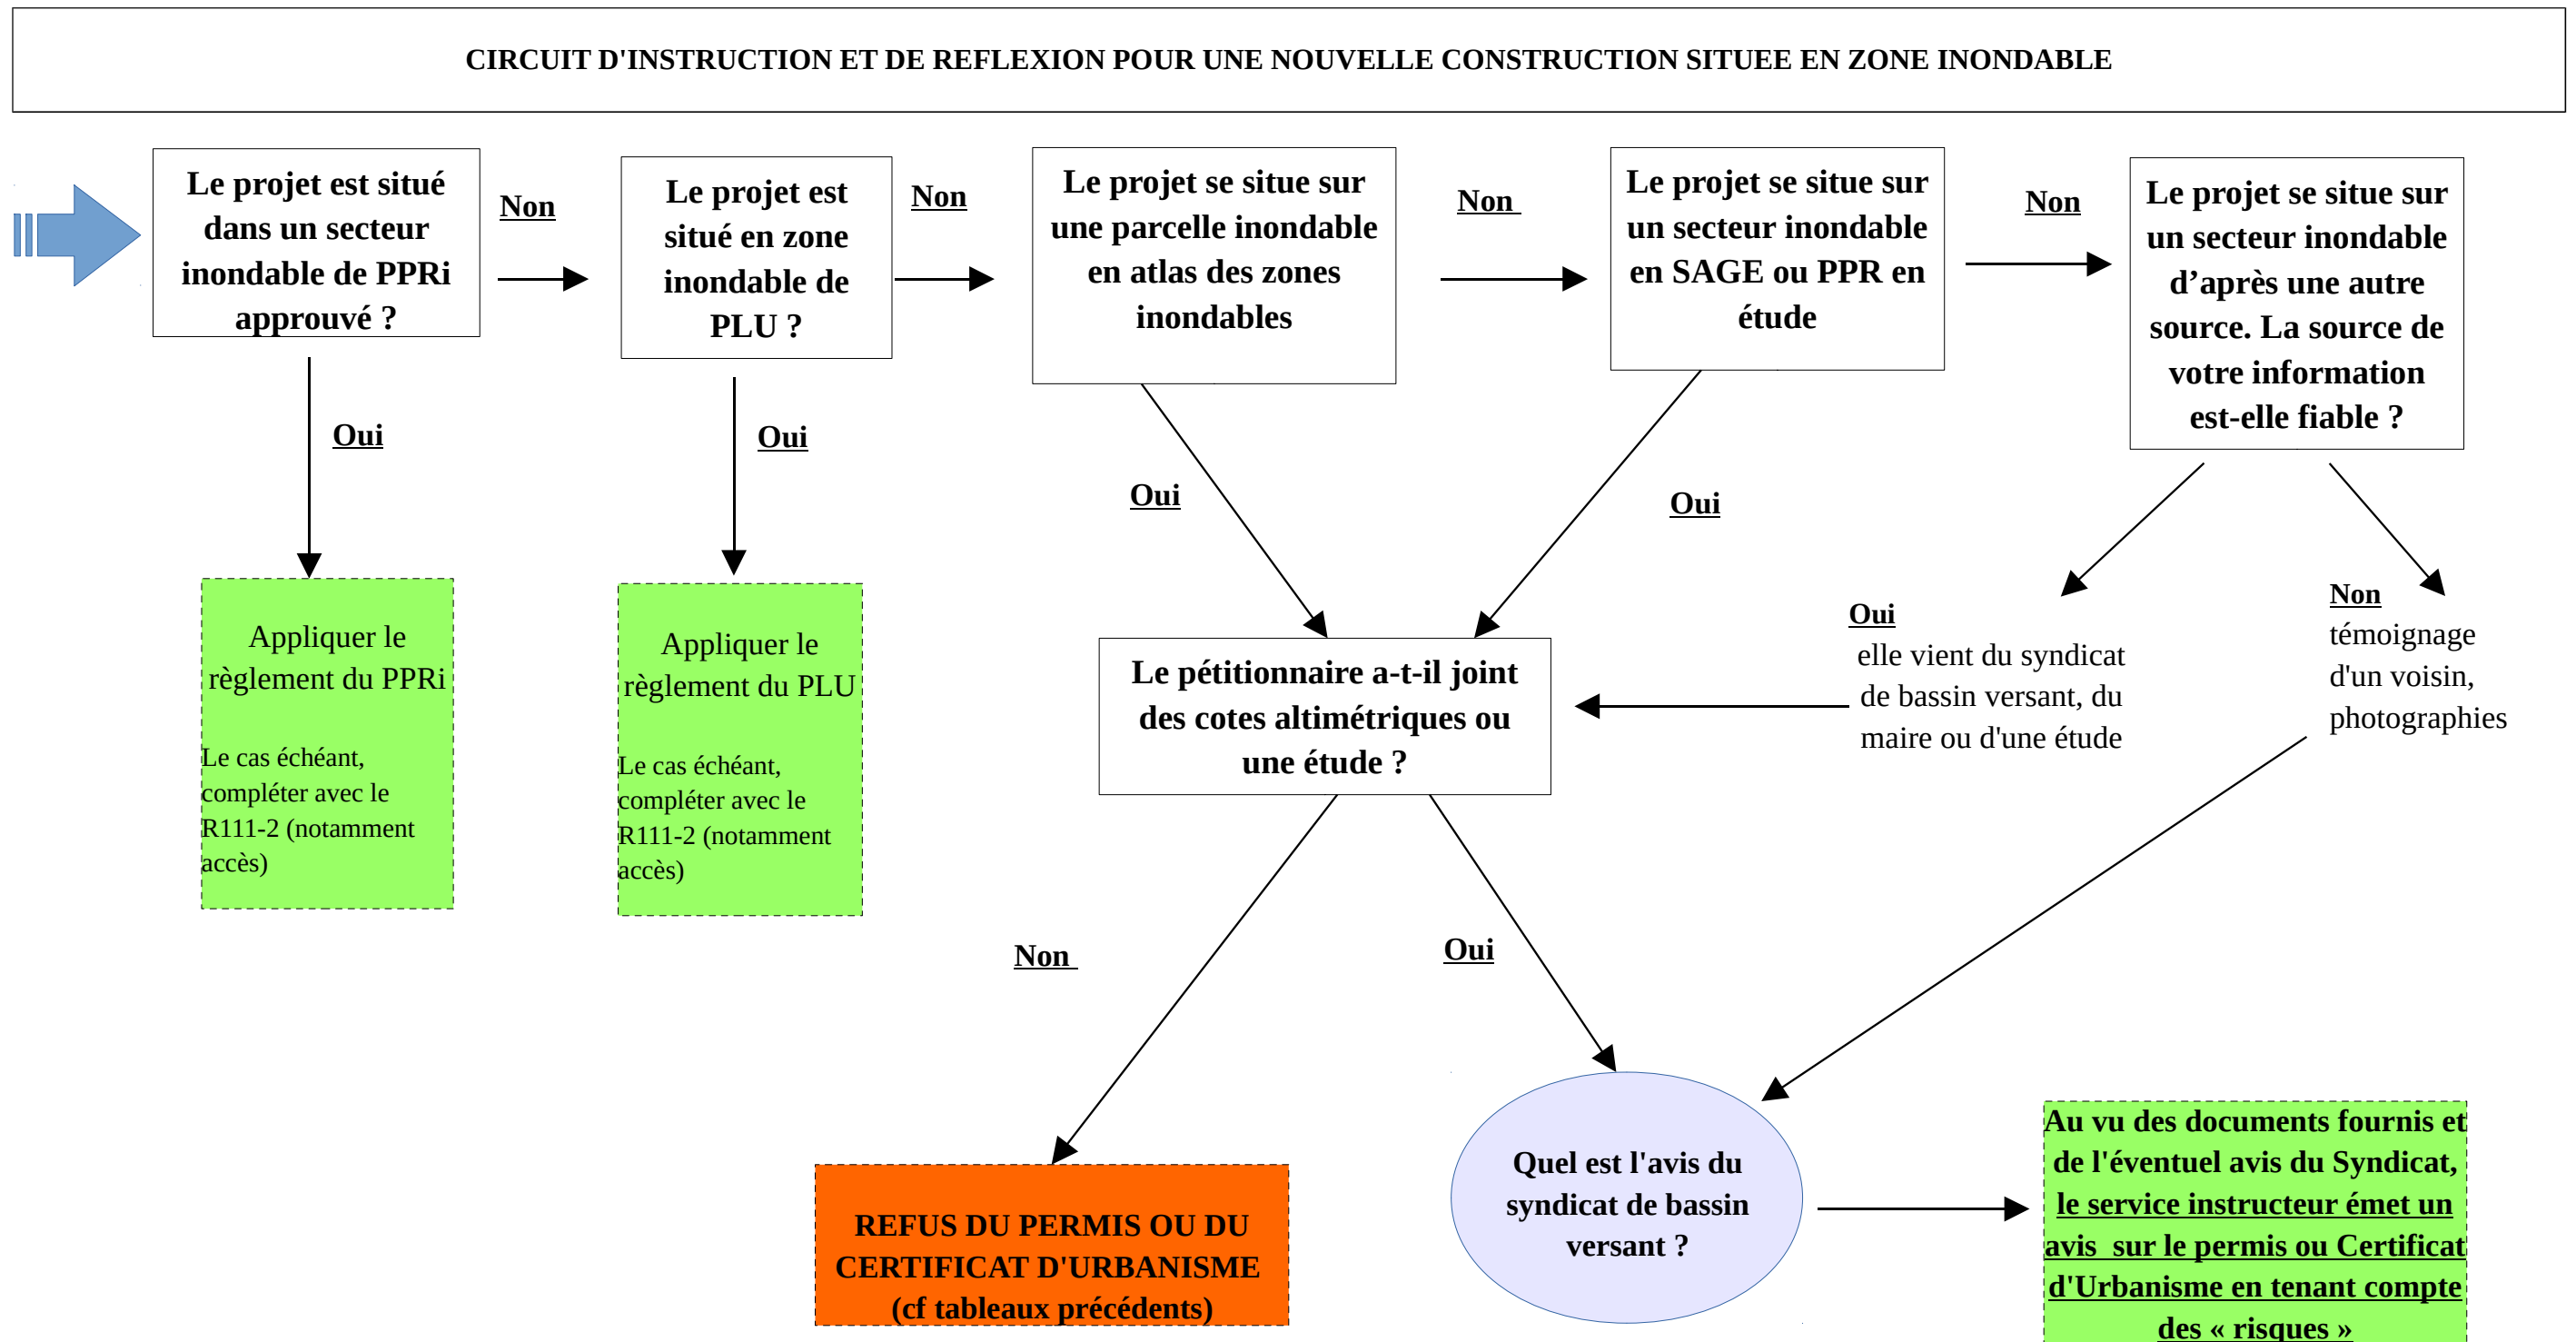 CIRCUIT D'INSTRUCTION ET DE REFLEXION POUR UNE NOUVELLE CONSTRUCTION SITUEE EN ZONE INONDABLE
Le projet est situé
dans un secteur
inondable de PPRi
approuvé ?
Non
Le projet est
situé en zone
inondable de
PLU ?
Non
Le projet se situe sur
une parcelle inondable
en atlas des zones
inondables
Non
Le projet se situe sur
un secteur inondable
en SAGE ou PPR en
étude
Non
Le projet se situe sur
un secteur inondable
d’après une autre
source. La source de
votre information
est-elle fiable ?
Oui
Oui
Oui
Oui
Appliquer le
règlement du PPRi
Le cas échéant,
compléter avec le
R111-2 (notamment
accès)
Appliquer le
règlement du PLU
Le cas échéant,
compléter avec le
R111-2 (notamment
accès)
Le pétitionnaire a-t-il joint
des cotes altimétriques ou
une étude ?
Oui
elle vient du syndicat
de bassin versant, du
maire ou d'une étude
Non
témoignage
d'un voisin,
photographies
Non
Oui
REFUS DU PERMIS OU DU
CERTIFICAT D'URBANISME
(cf tableaux précédents)
Quel est l'avis du
syndicat de bassin
versant ?
Au vu des documents fournis et
de l'éventuel avis du Syndicat,
le service instructeur émet un
avis sur le permis ou Certificat
d'Urbanisme en tenant compte
des « risques »